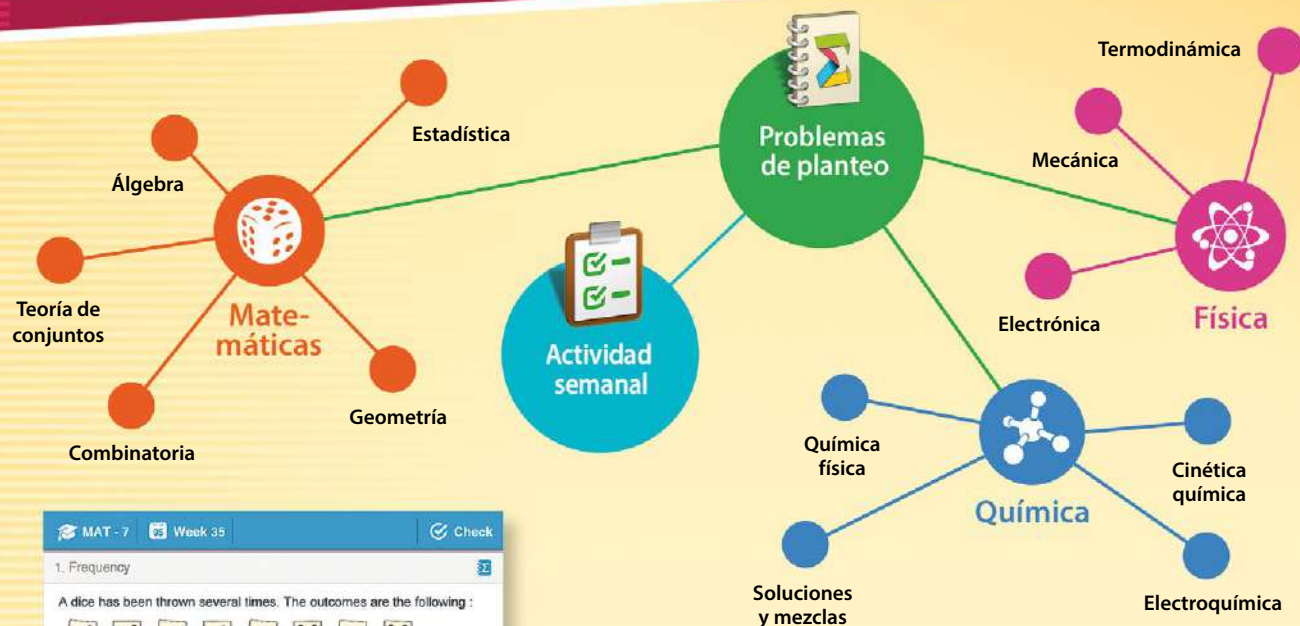 Termodinámica
Estadística
Problemas
de planteo
Mecánica
Álgebra
Teoría de
conjuntos
Mate-
máticas
Electrónica
Física
Actividad
semanal
Geometría
Combinatoria
Química
física
Cinética
química
Química
Soluciones
y mezclas
Electroquímica
MAT - 7
Week 35
Check
1. Frequency
A dice has been thrown several times. The outcomes are the following :